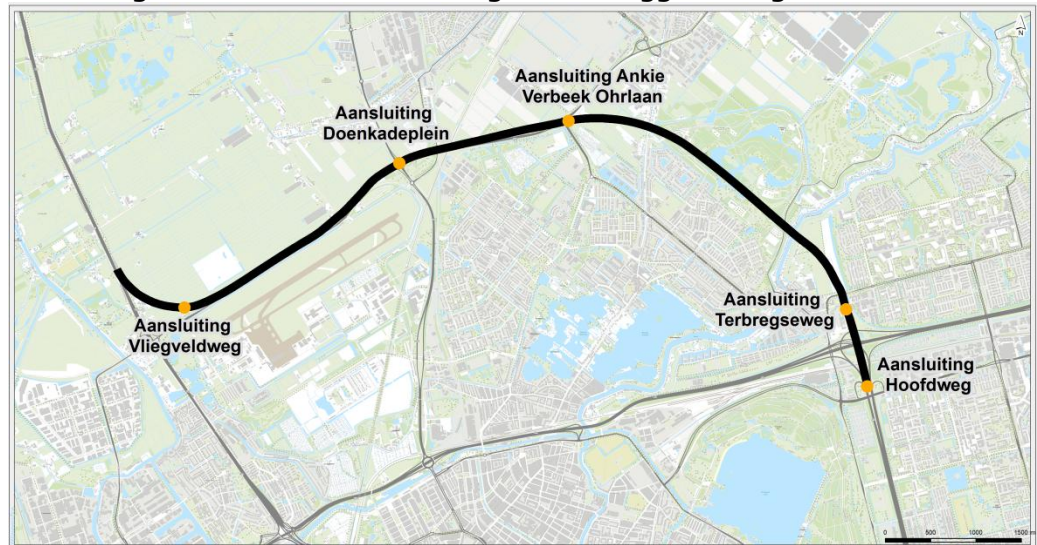 Aansluiting Ankie
Verbeek Ohrlaan
Aansluiting
Doenkadeplein
Aansluiting
Vliegveldweg
Aansluiting
Terbregseweg
Aansluiting
Hoofdweg
N
0 500 1000 1500 m